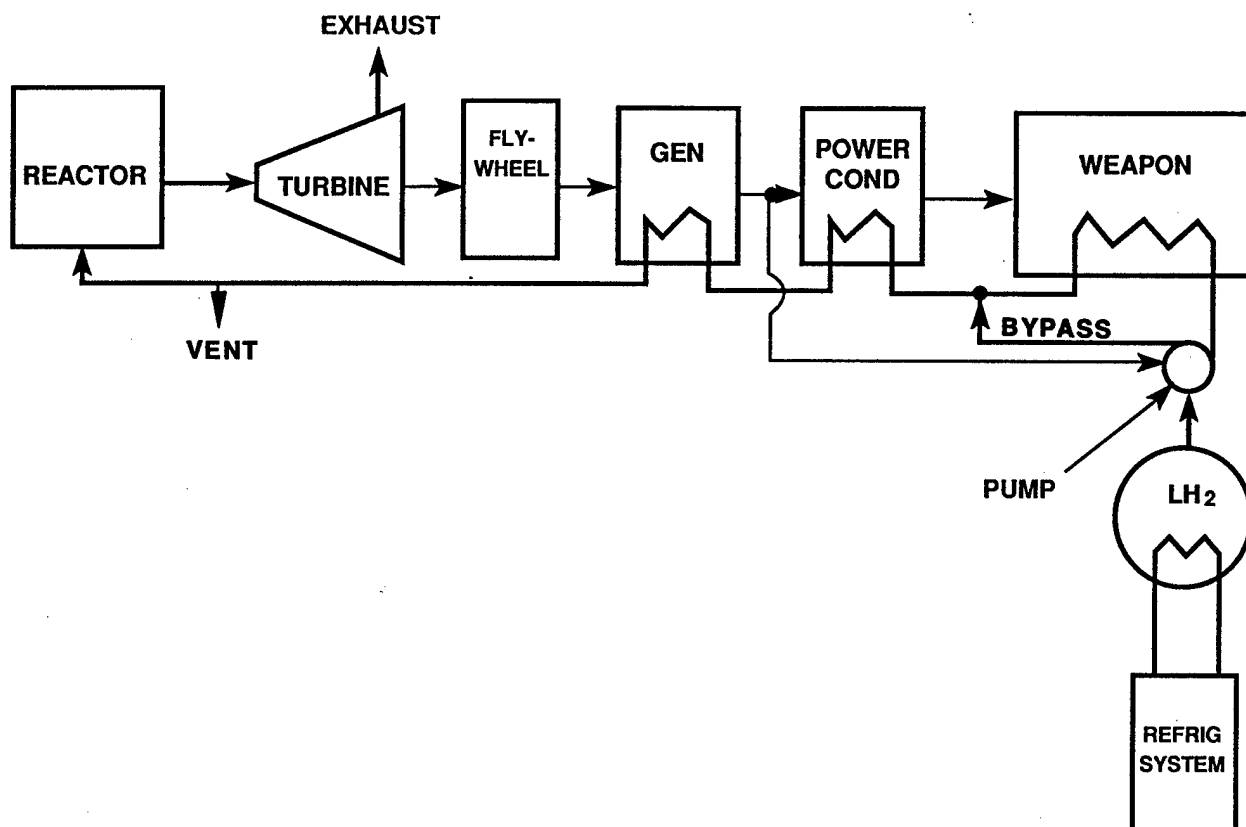 EXHAUST
REACTOR
TURBINE
FLY-
WHEEL
GEN
POWER
COND
WEAPON
VENT
BYPASS
PUMP
LH2
REFRIG
SYSTEM